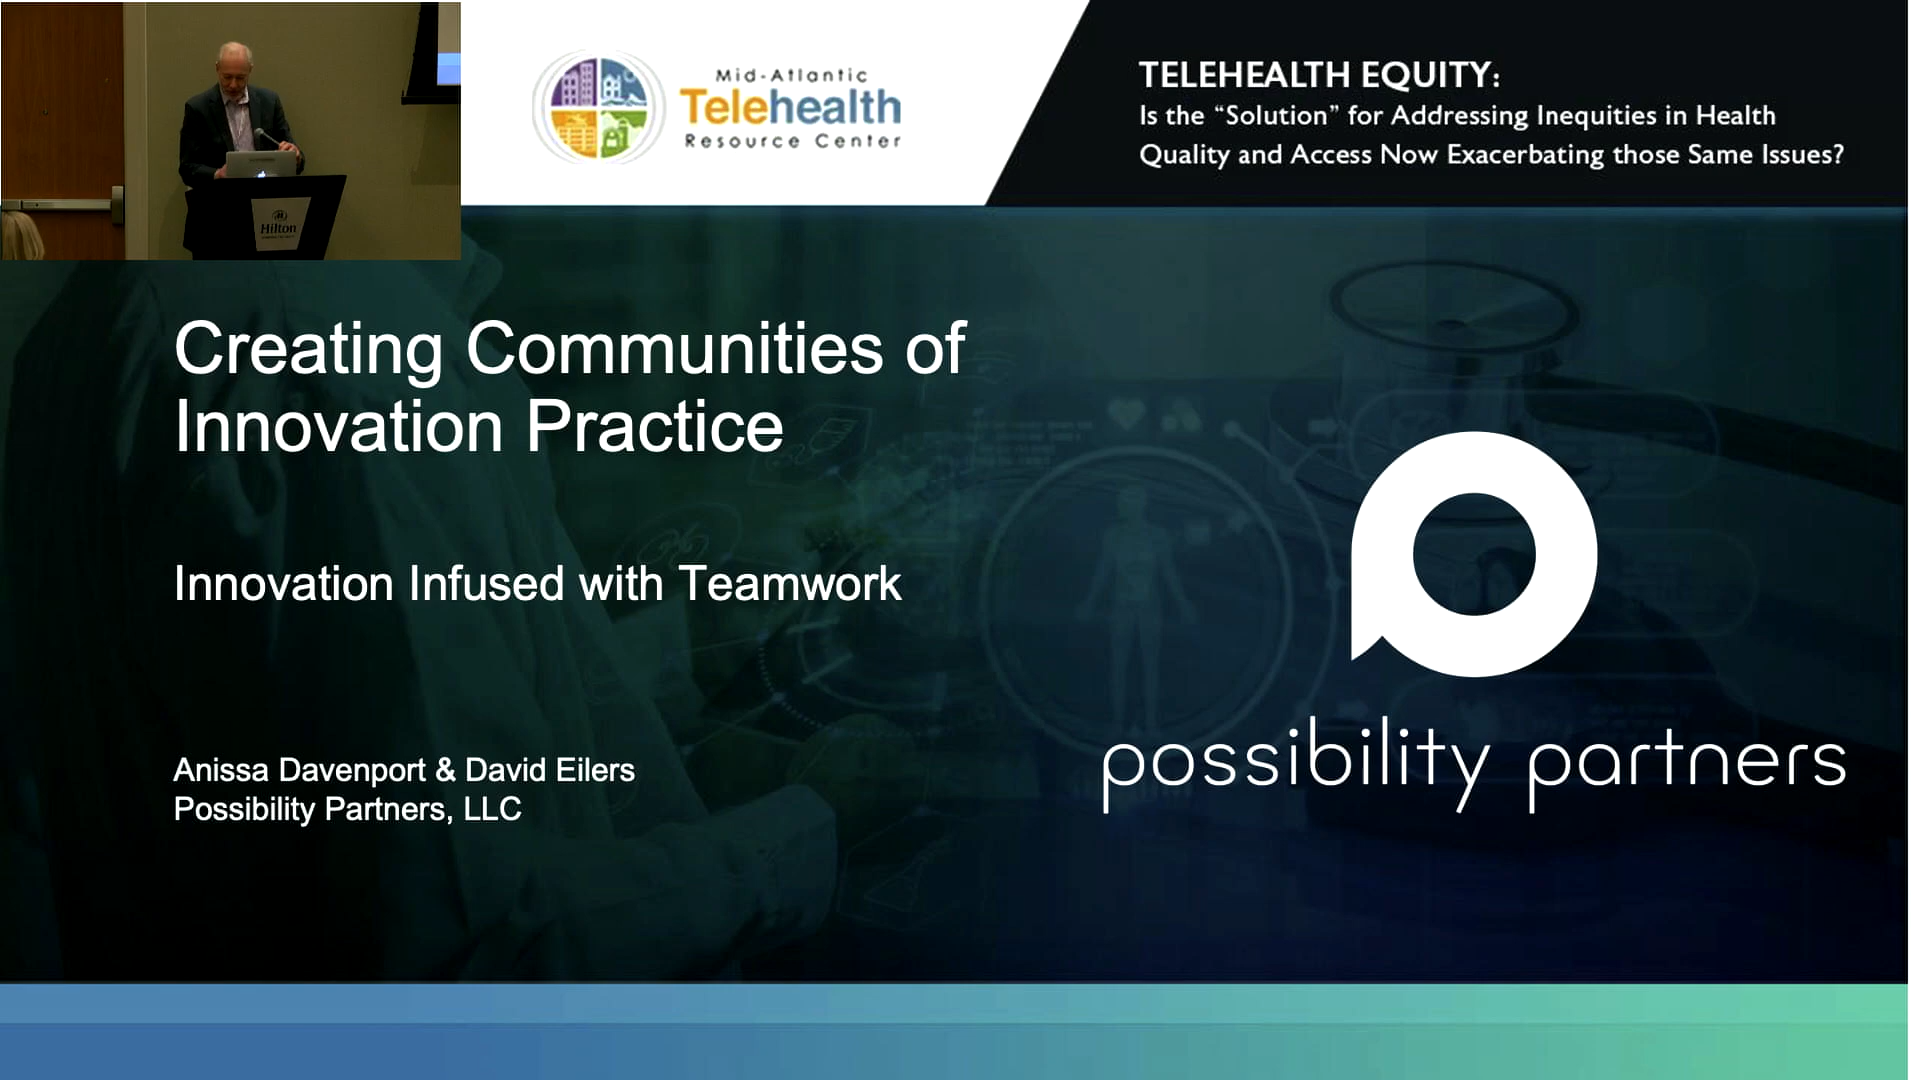 Mid-Atlantic
Telehealth
Resource Center
TELEHEALTH EQUITY:
Is the “Solution” for Addressing Inequities in Health
Quality and Access Now Exacerbating those Same Issues?
Hilton
Creating Communities of
Innovation Practice
Innovation Infused with Teamwork
possibility partners
Anissa Davenport & David Eilers
Possibility Partners, LLC